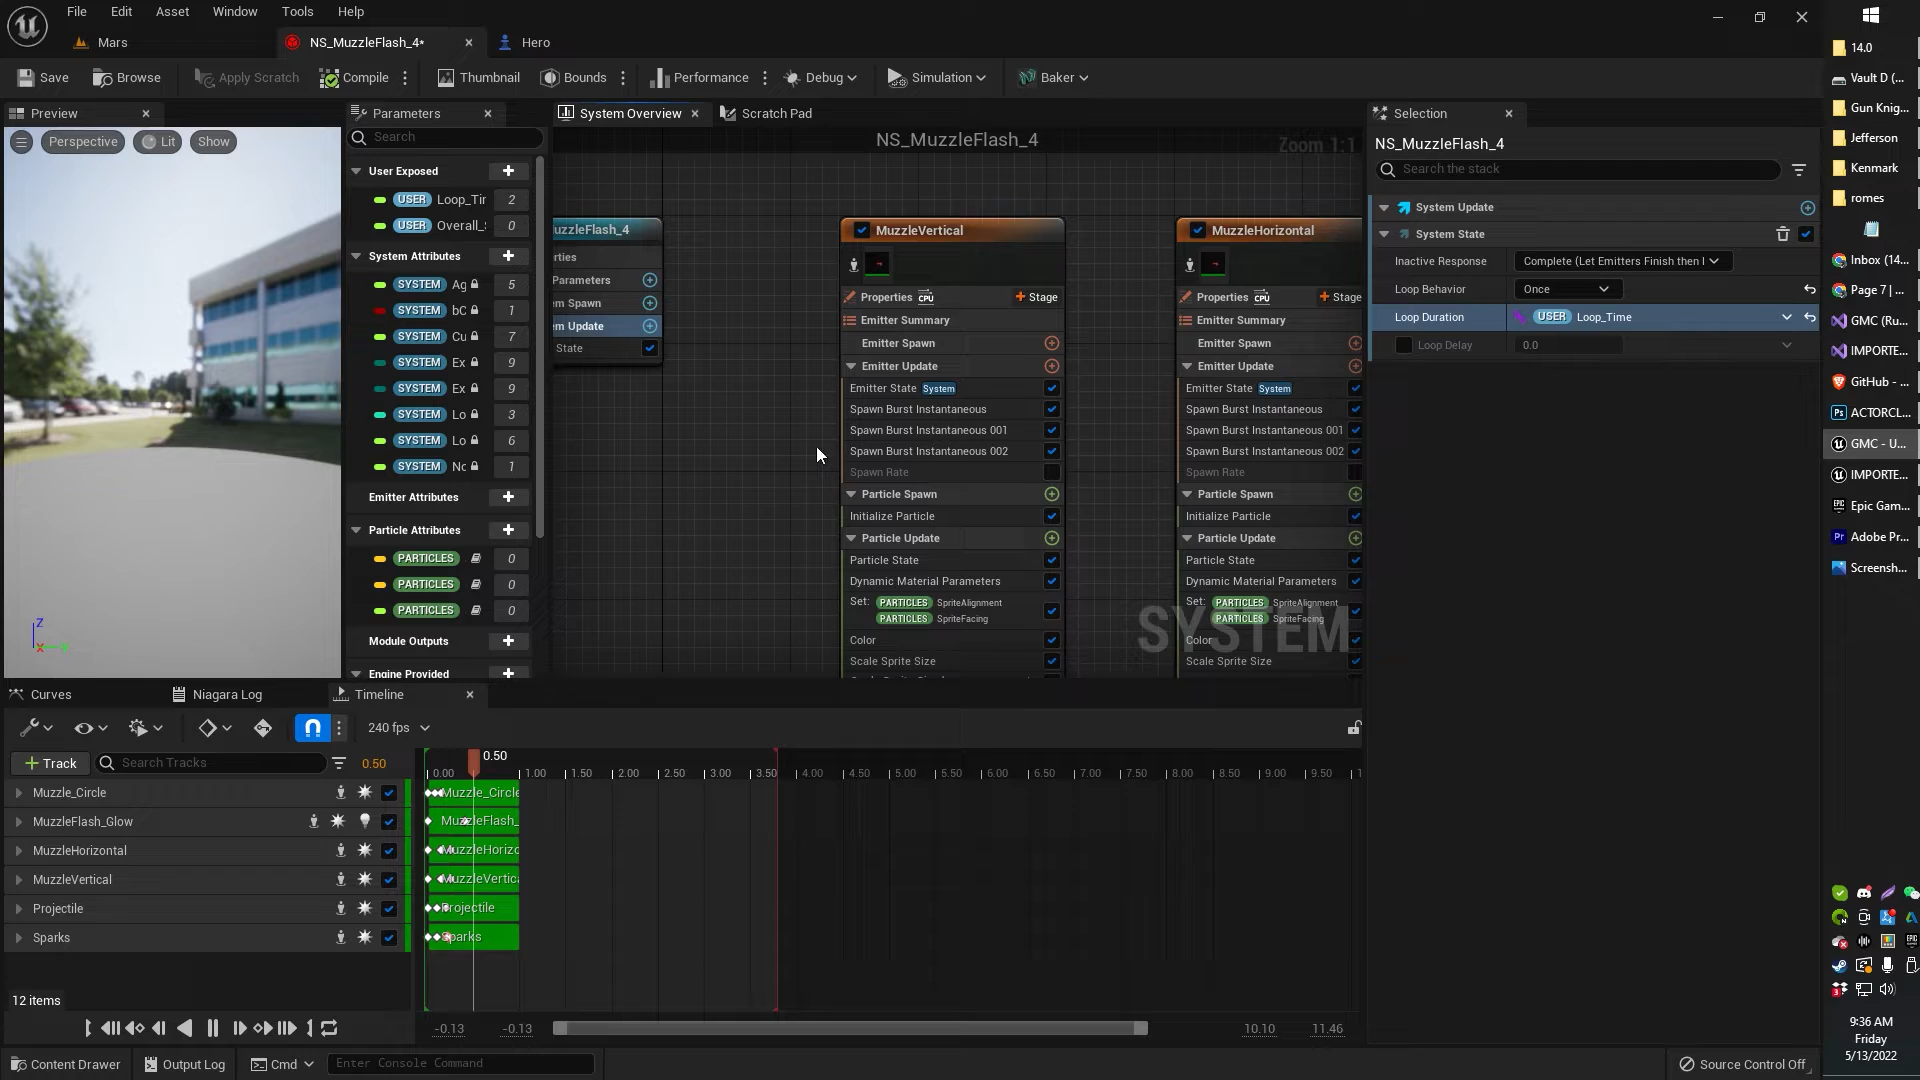 File Edit Asset Window Tools Help
Mars NS_MuzzleFlash_4* Hero
Save Browse Apply Scratch Compile Thumbnail Bounds Performance Debug Simulation Baker
Preview
Perspective Lit Show
Z
Parameters
Search
User Exposed
USER Loop_Tir 2
USER Overall_ 0
System Attributes
SYSTEM Ag 5
SYSTEM bC 1
SYSTEM Cu 7
SYSTEM Ex 9
SYSTEM Ex 9
SYSTEM Lo 3
SYSTEM Lo 6
SYSTEM Nc 1
Emitter Attributes
Particle Attributes
PARTICLES 0
PARTICLES 0
PARTICLES 0
Module Outputs
Engine Provided
System Overview Scratch Pad
NS_MuzzleFlash_4
Zoom 1:1
uzzleFlash_4
rties
Parameters
m Spawn
m Update
State
MuzzleVertical
Properties CPU Stage
Emitter Summary
Emitter Spawn
Emitter Update
Emitter State System
Spawn Burst Instantaneous
Spawn Burst Instantaneous 001
Spawn Burst Instantaneous 002
Spawn Rate
Particle Spawn
Initialize Particle
Particle Update
Particle State
Dynamic Material Parameters
Set: PARTICLES SpriteAlignment
PARTICLES SpriteFacing
Color
Scale Sprite Size
MuzzleHorizontal
Properties CPU Stage
Emitter Summary
Emitter Spawn
Emitter Update
Emitter State System
Spawn Burst Instantaneous
Spawn Burst Instantaneous 001
Spawn Burst Instantaneous 002
Spawn Rate
Particle Spawn
Initialize Particle
Particle Update
Particle State
Dynamic Material Parameters
Set: PARTICLES SpriteAlignment
PARTICLES SpriteFacing
Color
Scale Sprite Size
SYSTEM
Selection
NS_MuzzleFlash_4
Search the stack
System Update
System State
Inactive Response Complete (Let Emitters Finish then I
Loop Behavior Once
Loop Duration USER Loop_Time
Loop Delay 0.0
Curves Niagara Log Timeline
240 fps
Track Search Tracks 0.50
0.50
0.00 1.00 1.50 2.00 2.50 3.00 3.50 4.00 4.50 5.00 5.50 6.00 6.50 7.00 7.50 8.00 8.50 9.00 9.50 1
Muzzle_Circle Muzzle_Circle
MuzzleFlash_Glow MuzzleFlash_
MuzzleHorizontal MuzzleHorizo
MuzzleVertical MuzzleVertica
Projectile Projectile
Sparks Sparks
12 items
-0.13 -0.13 10.10 11.46
Content Drawer Output Log Cmd Enter Console Command Source Control Off
14.0
Vault D (...
Gun Knig...
Jefferson
Kenmark
romes
Inbox (14...
Page 7 | ...
GMC (Ru...
IMPORTE...
GitHub - ...
ACTORCL...
GMC - U...
IMPORTE...
Epic Gam...
Adobe Pr...
Screensh...
9:36 AM
Friday
5/13/2022